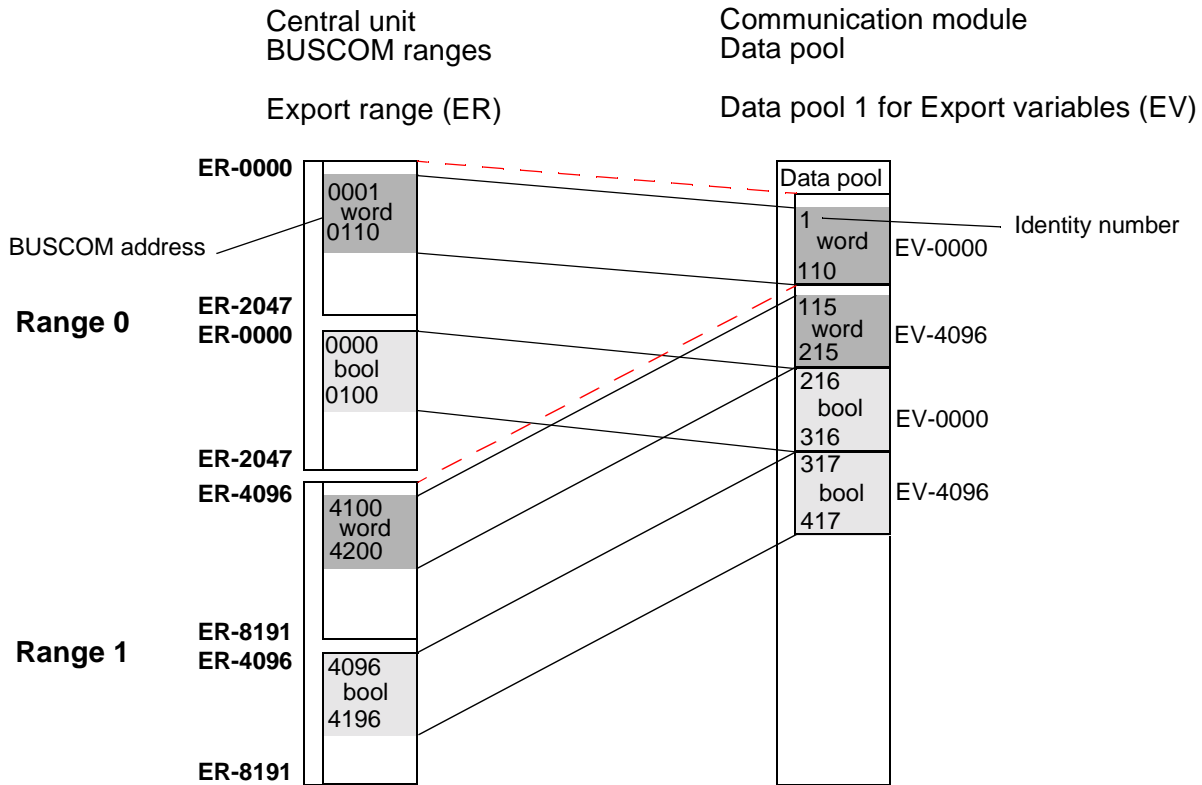 Central unit
BUSCOM ranges
Export range (ER)
Communication module
Data pool
Data pool 1 for Export variables (EV)
ER-0000
0001
word
0110
BUSCOM address
ER-2047
Range 0
ER-0000
0000
bool
0100
ER-2047
ER-4096
4100
word
4200
ER-8191
Range 1
ER-4096
4096
bool
4196
ER-8191
Data pool
1
word
110
Identity number
EV-0000
115
word
215
EV-4096
216
bool
316
EV-0000
317
bool
417
EV-4096